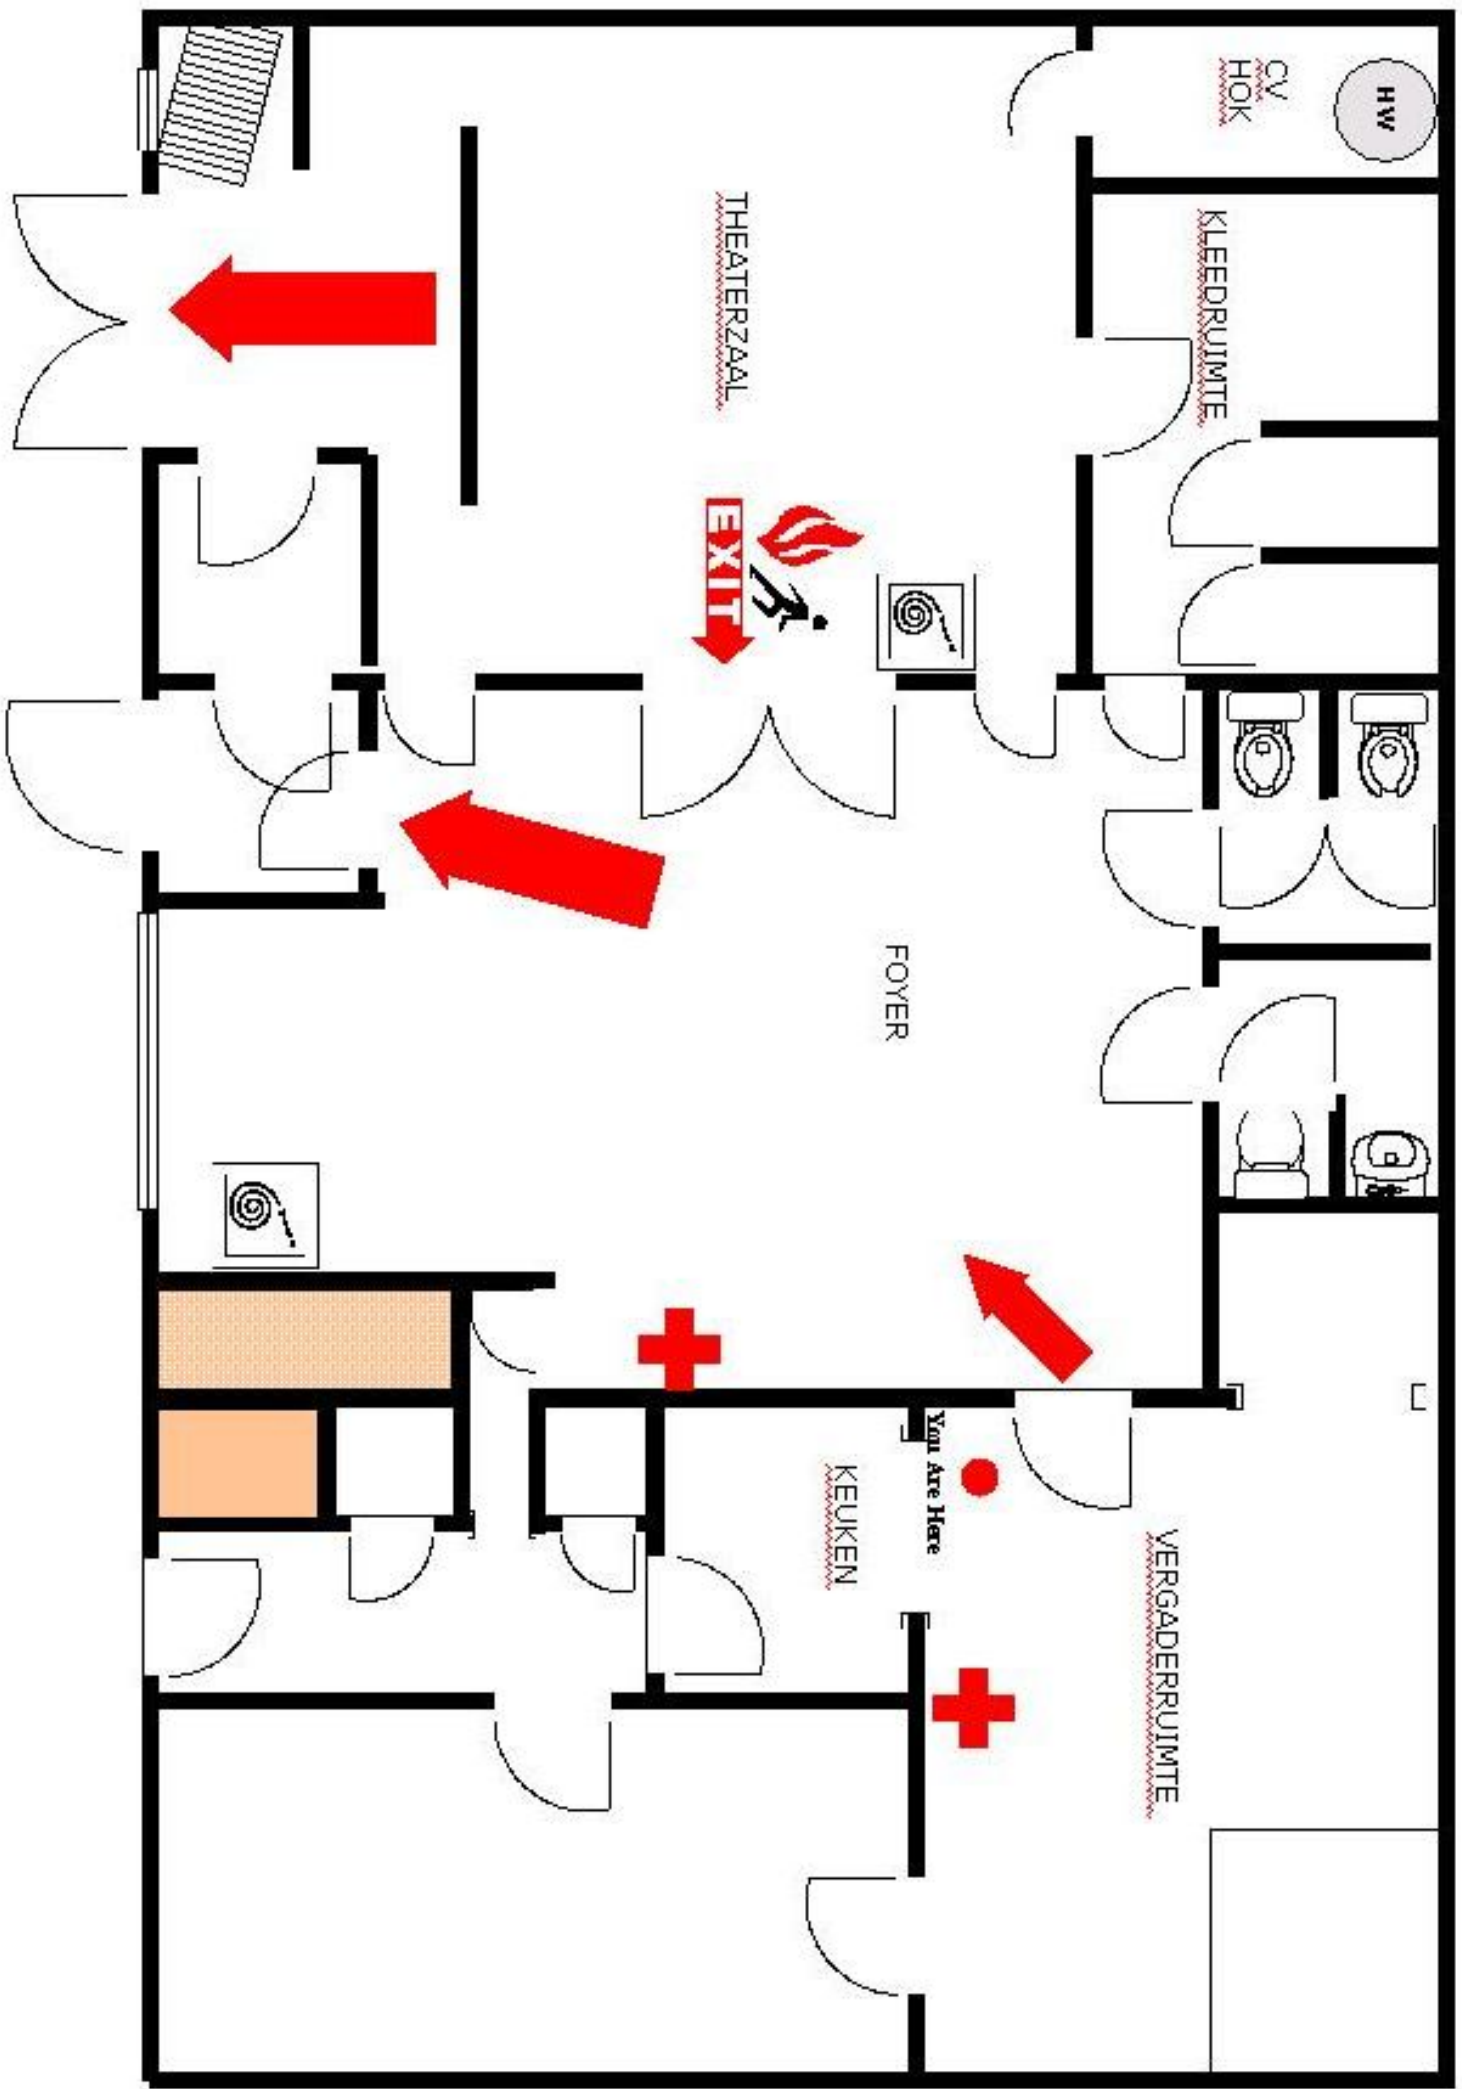 CV
HOK
HW
KLEEDRUIMTE
THEATERZAAL
EXIT
FOYER
You Are Here
KEUKEN
VERGADERRUIMTE